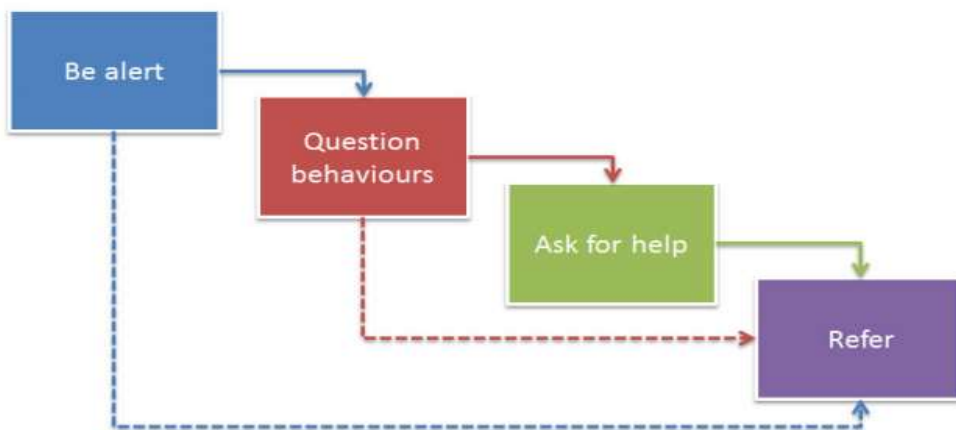 Be alert
Question
behaviours
Ask for help
Refer